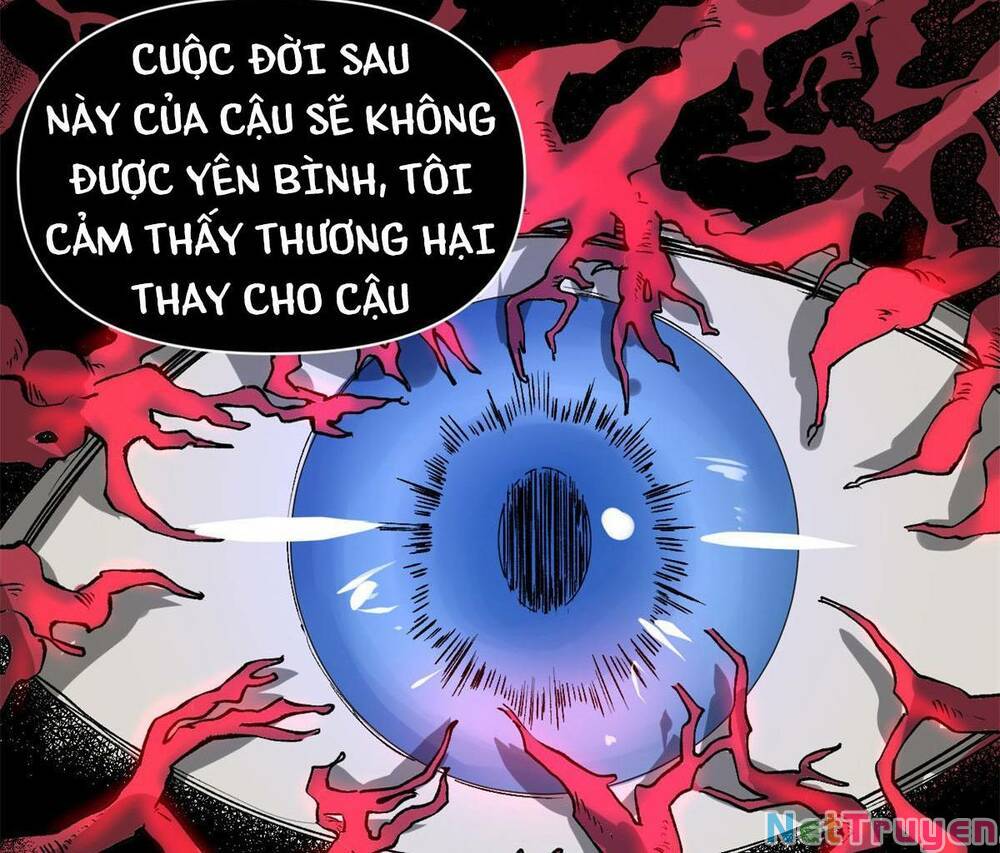 CUỘC ĐỜI SAU
NÀY CỦA CẬU SẼ KHÔNG
ĐƯỢC YÊN BÌNH, TÔI
CẢM THẤY THƯƠNG HẠI
THAY CHO CẬU
NetTruyen